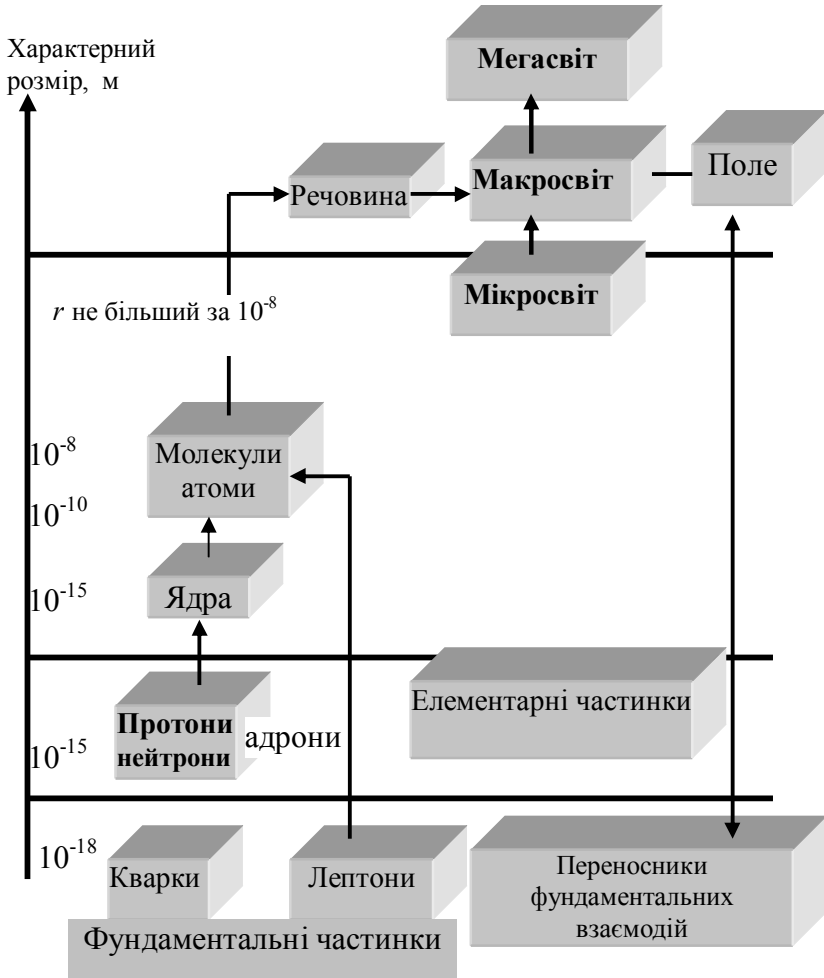 Характерний
розмір, м
Мегасвіт
Речовина
Макросвіт
Поле
Мікросвіт
r не більший за 10⁻⁸
10⁻⁸
Молекули
атоми
10⁻¹⁰
10⁻¹⁵
Ядра
Елементарні частинки
Протони
нейтрони
адрони
10⁻¹⁵
10⁻¹⁸
Кварки
Лептони
Переносники
фундаментальних
взаємодій
Фундаментальні частинки